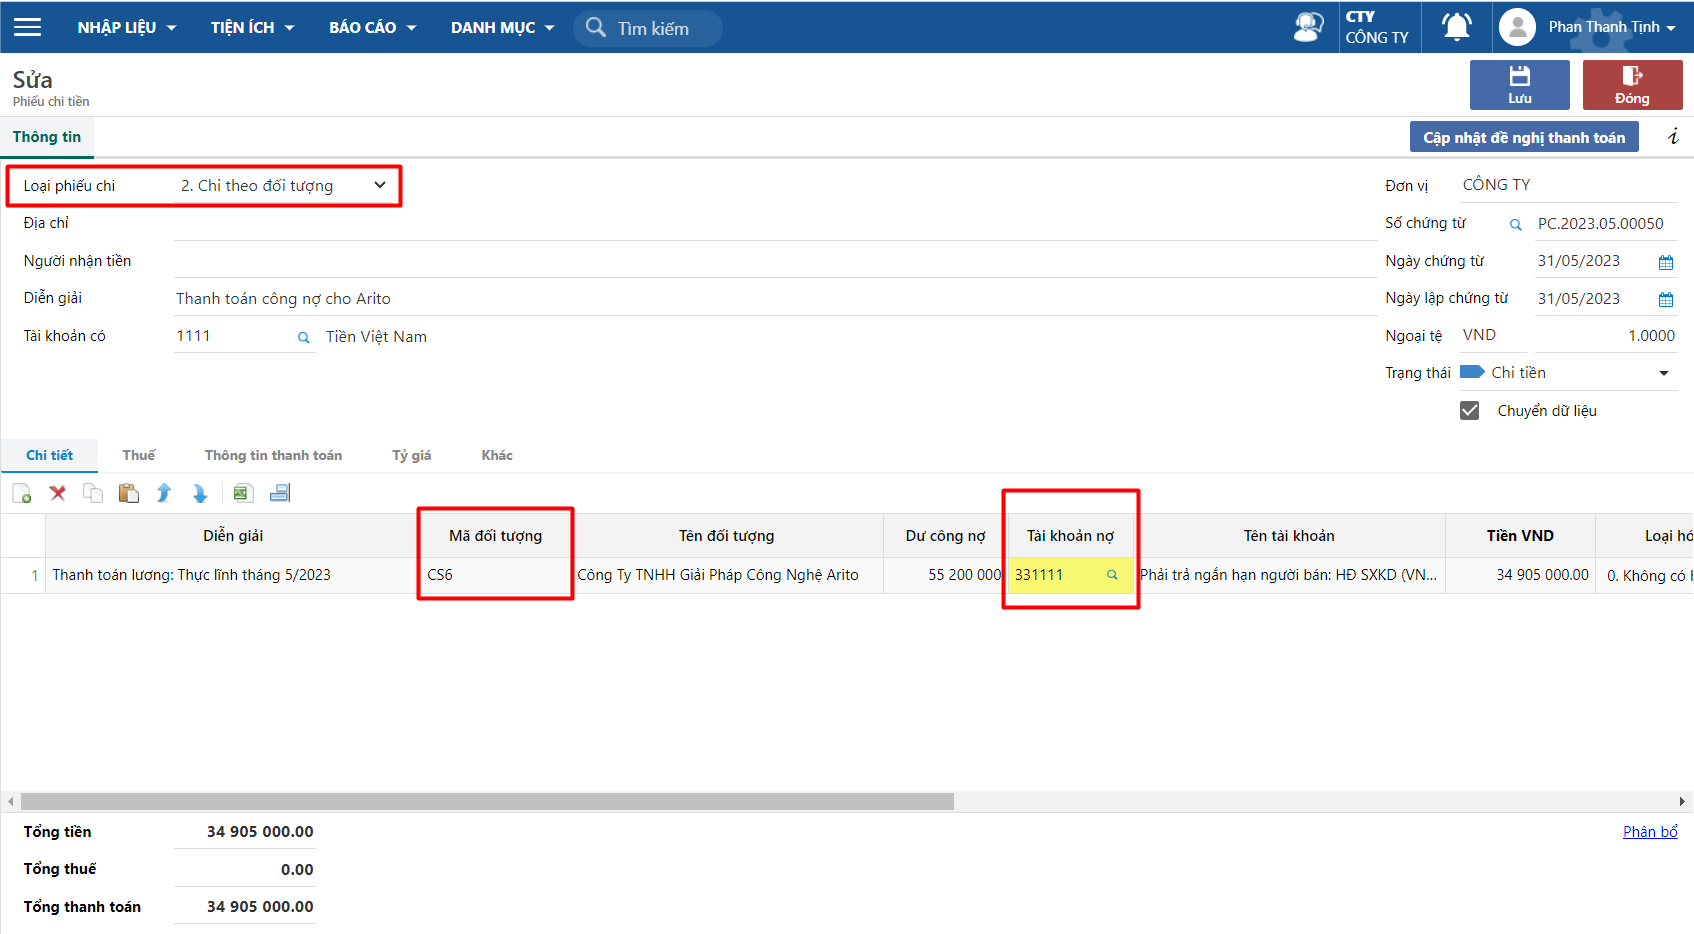 NHẬP LIỆU TIỆN ÍCH BÁO CÁO DANH MỤC Tìm kiếm CTY CÔNG TY Phan Thanh Tịnh
Sửa
Phiếu chi tiền
Lưu Đóng
Thông tin Cập nhật đề nghị thanh toán i
Loại phiếu chi 2. Chi theo đối tượng Đơn vị CÔNG TY
Địa chỉ Số chứng từ PC.2023.05.00050
Người nhận tiền Ngày chứng từ 31/05/2023
Diễn giải Thanh toán công nợ cho Arito Ngày lập chứng từ 31/05/2023
Tài khoản có 1111 Tiền Việt Nam Ngoại tệ VND 1.0000
Trạng thái Chi tiền
Chuyển dữ liệu
Chi tiết Thuế Thông tin thanh toán Tỷ giá Khác
Diễn giải Mã đối tượng Tên đối tượng Dư công nợ Tài khoản nợ Tên tài khoản Tiền VND Loại hó
1 Thanh toán lương: Thực lĩnh tháng 5/2023 CS6 Công Ty TNHH Giải Pháp Công Nghệ Arito 55 200 000 331111 Phải trả ngắn hạn người bán: HĐ SXKD (VN... 34 905 000.00 0. Không có h
Tổng tiền 34 905 000.00 Phân bổ
Tổng thuế 0.00
Tổng thanh toán 34 905 000.00